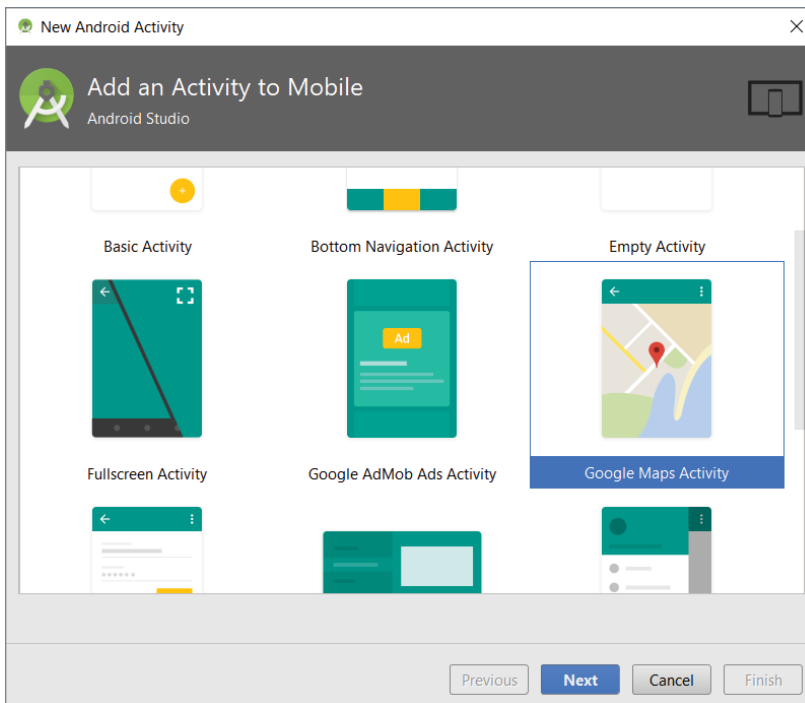 New Android Activity
Add an Activity to Mobile
Android Studio
Basic Activity
Bottom Navigation Activity
Empty Activity
Ad
Fullscreen Activity
Google AdMob Ads Activity
Google Maps Activity
Previous
Next
Cancel
Finish